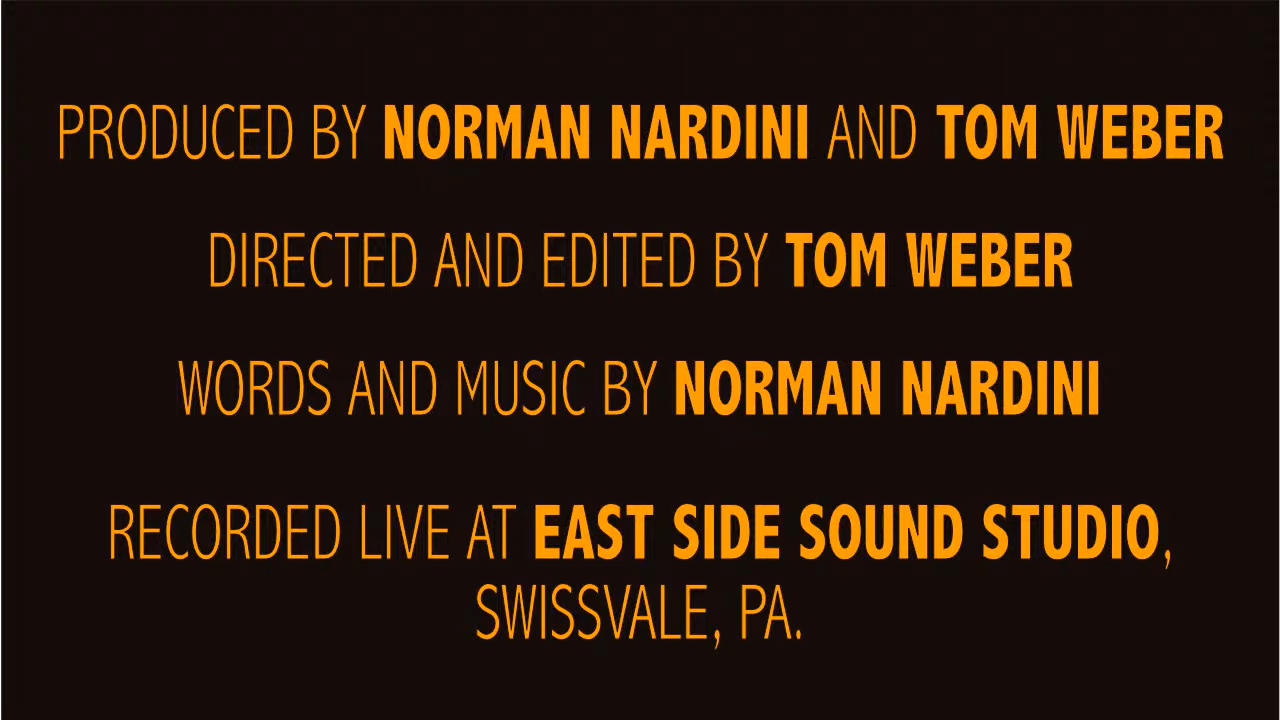 PRODUCED BY NORMAN NARDINI AND TOM WEBER
DIRECTED AND EDITED BY TOM WEBER
WORDS AND MUSIC BY NORMAN NARDINI
RECORDED LIVE AT EAST SIDE SOUND STUDIO,
SWISSVALE, PA.